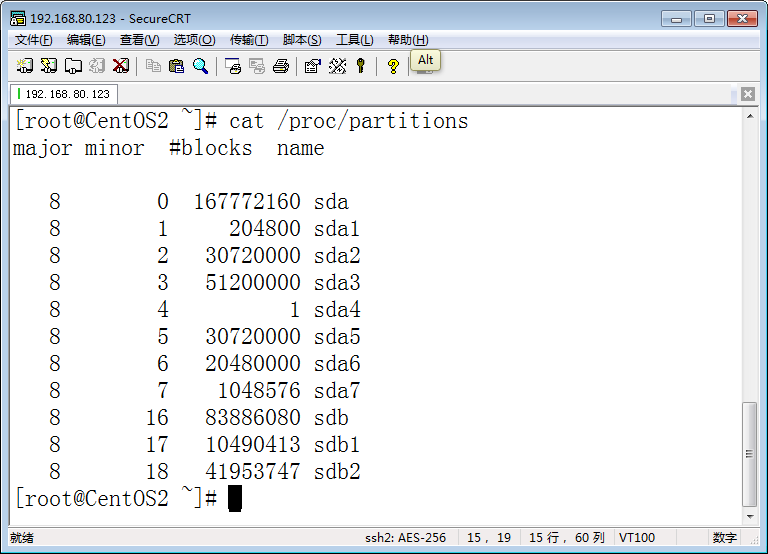 192.168.80.123 - SecureCRT
文件(F) 编辑(E) 查看(V) 选项(O) 传输(T) 脚本(S) 工具(L) 帮助(H)
Alt
192.168.80.123
[root@CentOS2 ~]# cat /proc/partitions
major minor  #blocks  name
8        0  167772160 sda
8        1     204800 sda1
8        2   30720000 sda2
8        3   51200000 sda3
8        4          1 sda4
8        5   30720000 sda5
8        6   20480000 sda6
8        7    1048576 sda7
8       16   83886080 sdb
8       17   10490413 sdb1
8       18   41953747 sdb2
[root@CentOS2 ~]#
就绪 ssh2: AES-256 15, 19 15 行, 60 列 VT100 数字